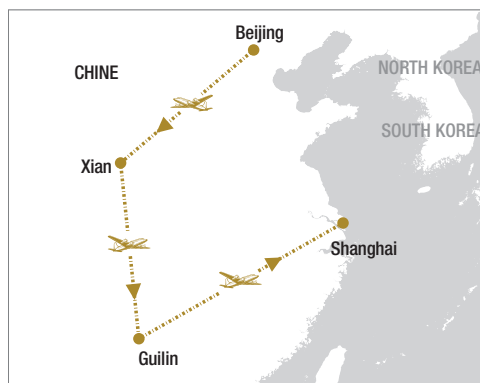 Beijing
CHINE
NORTH KOREA
SOUTH KOREA
Xian
Shanghai
Guilin